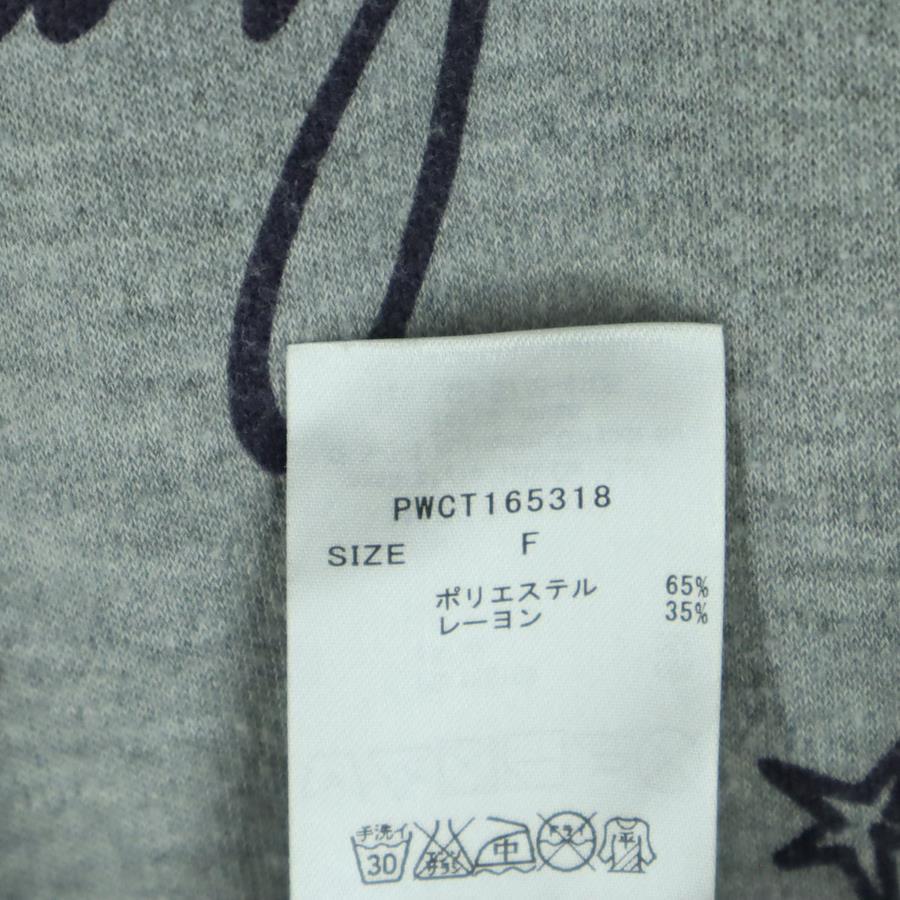 PWCT165318
SIZE F
ポリエステル 65%
レーヨン 35%
手洗イ 中 ドライ 平
30